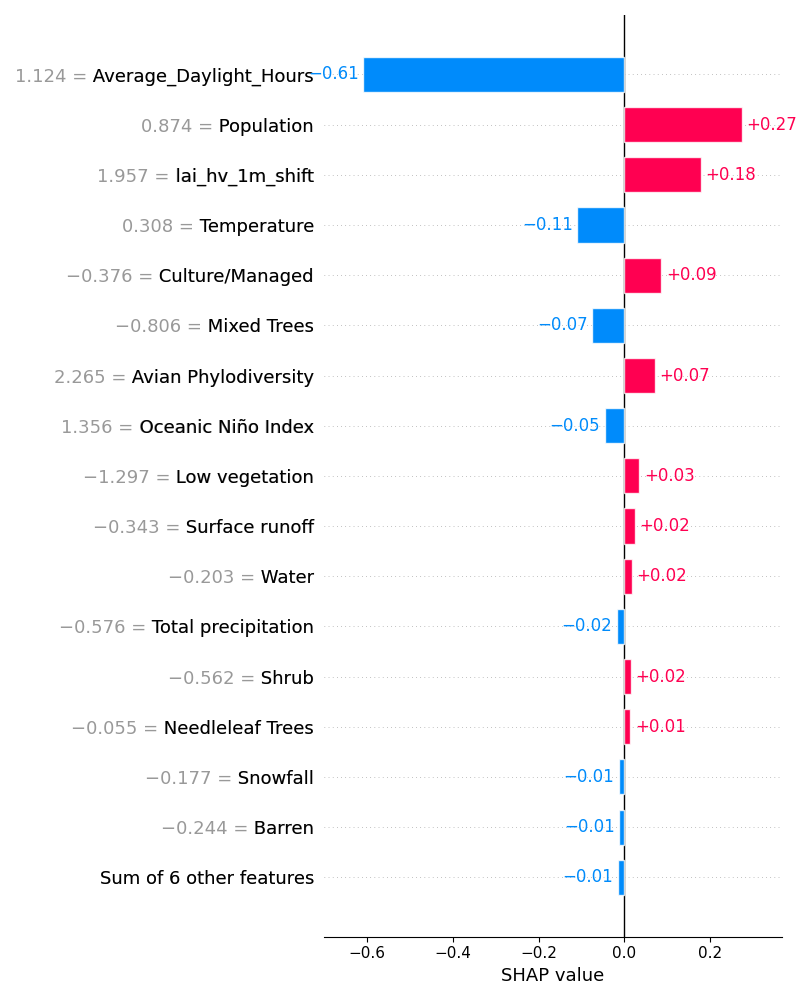 1.124 = Average_Daylight_Hours −0.61
0.874 = Population +0.27
1.957 = lai_hv_1m_shift +0.18
0.308 = Temperature −0.11
−0.376 = Culture/Managed +0.09
−0.806 = Mixed Trees −0.07
2.265 = Avian Phylodiversity +0.07
1.356 = Oceanic Niño Index −0.05
−1.297 = Low vegetation +0.03
−0.343 = Surface runoff +0.02
−0.203 = Water +0.02
−0.576 = Total precipitation −0.02
−0.562 = Shrub +0.02
−0.055 = Needleleaf Trees +0.01
−0.177 = Snowfall −0.01
−0.244 = Barren −0.01
Sum of 6 other features −0.01
−0.6 −0.4 −0.2 0.0 0.2
SHAP value